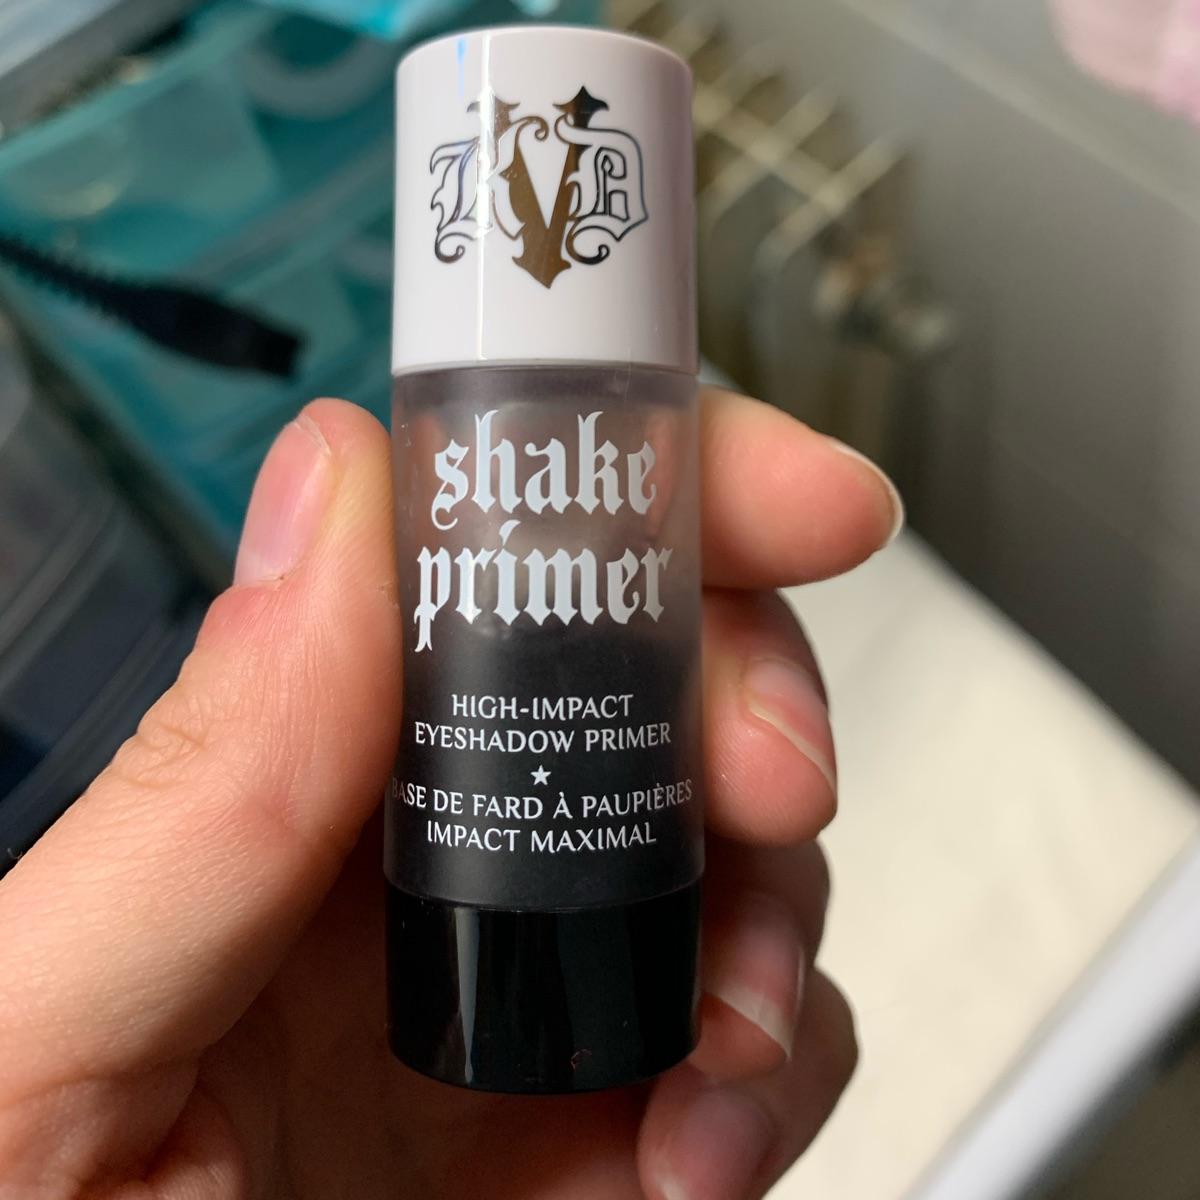 KVD
shake
primer
HIGH-IMPACT
EYESHADOW PRIMER
★
BASE DE FARD À PAUPIÈRES
IMPACT MAXIMAL